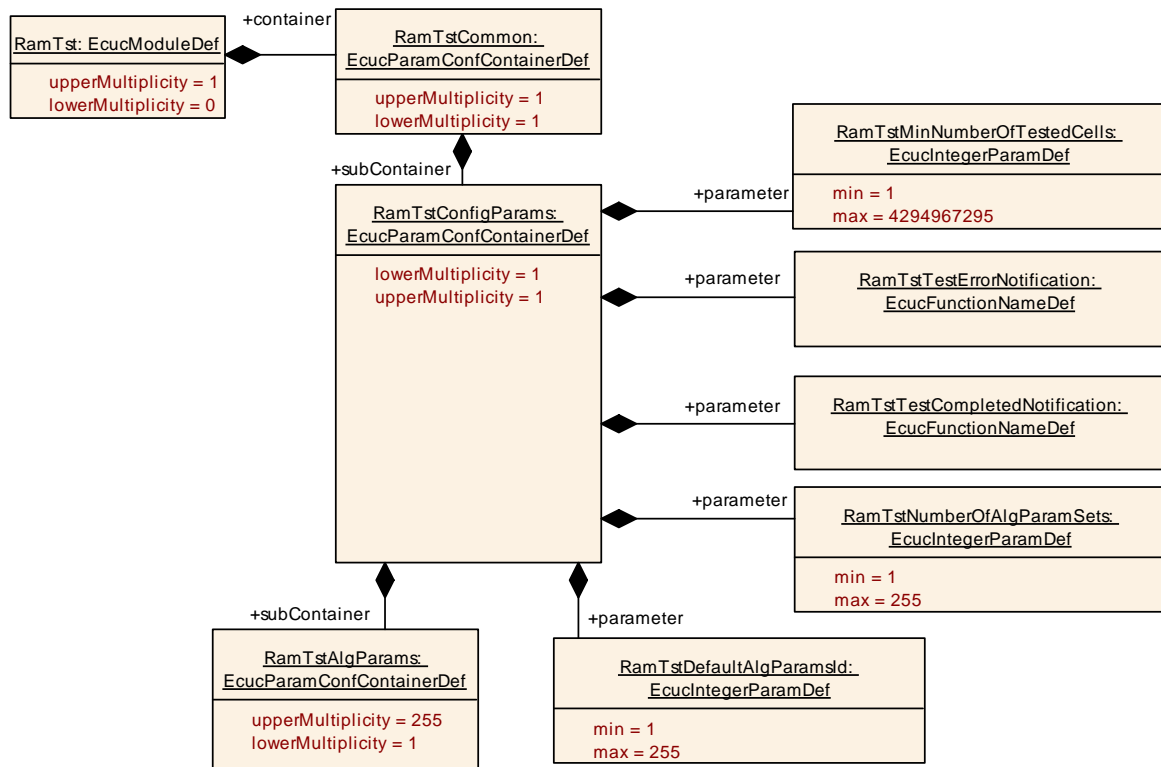 +container
RamTst: EcucModuleDef
upperMultiplicity = 1
lowerMultiplicity = 0
RamTstCommon:
EcucParamConfContainerDef
upperMultiplicity = 1
lowerMultiplicity = 1
+subContainer
RamTstConfigParams:
EcucParamConfContainerDef
lowerMultiplicity = 1
upperMultiplicity = 1
+parameter
RamTstMinNumberOfTestedCells:
EcucIntegerParamDef
min = 1
max = 4294967295
+parameter
RamTstTestErrorNotification:
EcucFunctionNameDef
+parameter
RamTstTestCompletedNotification:
EcucFunctionNameDef
+parameter
RamTstNumberOfAlgParamSets:
EcucIntegerParamDef
min = 1
max = 255
+subContainer
RamTstAlgParams:
EcucParamConfContainerDef
upperMultiplicity = 255
lowerMultiplicity = 1
+parameter
RamTstDefaultAlgParamsId:
EcucIntegerParamDef
min = 1
max = 255